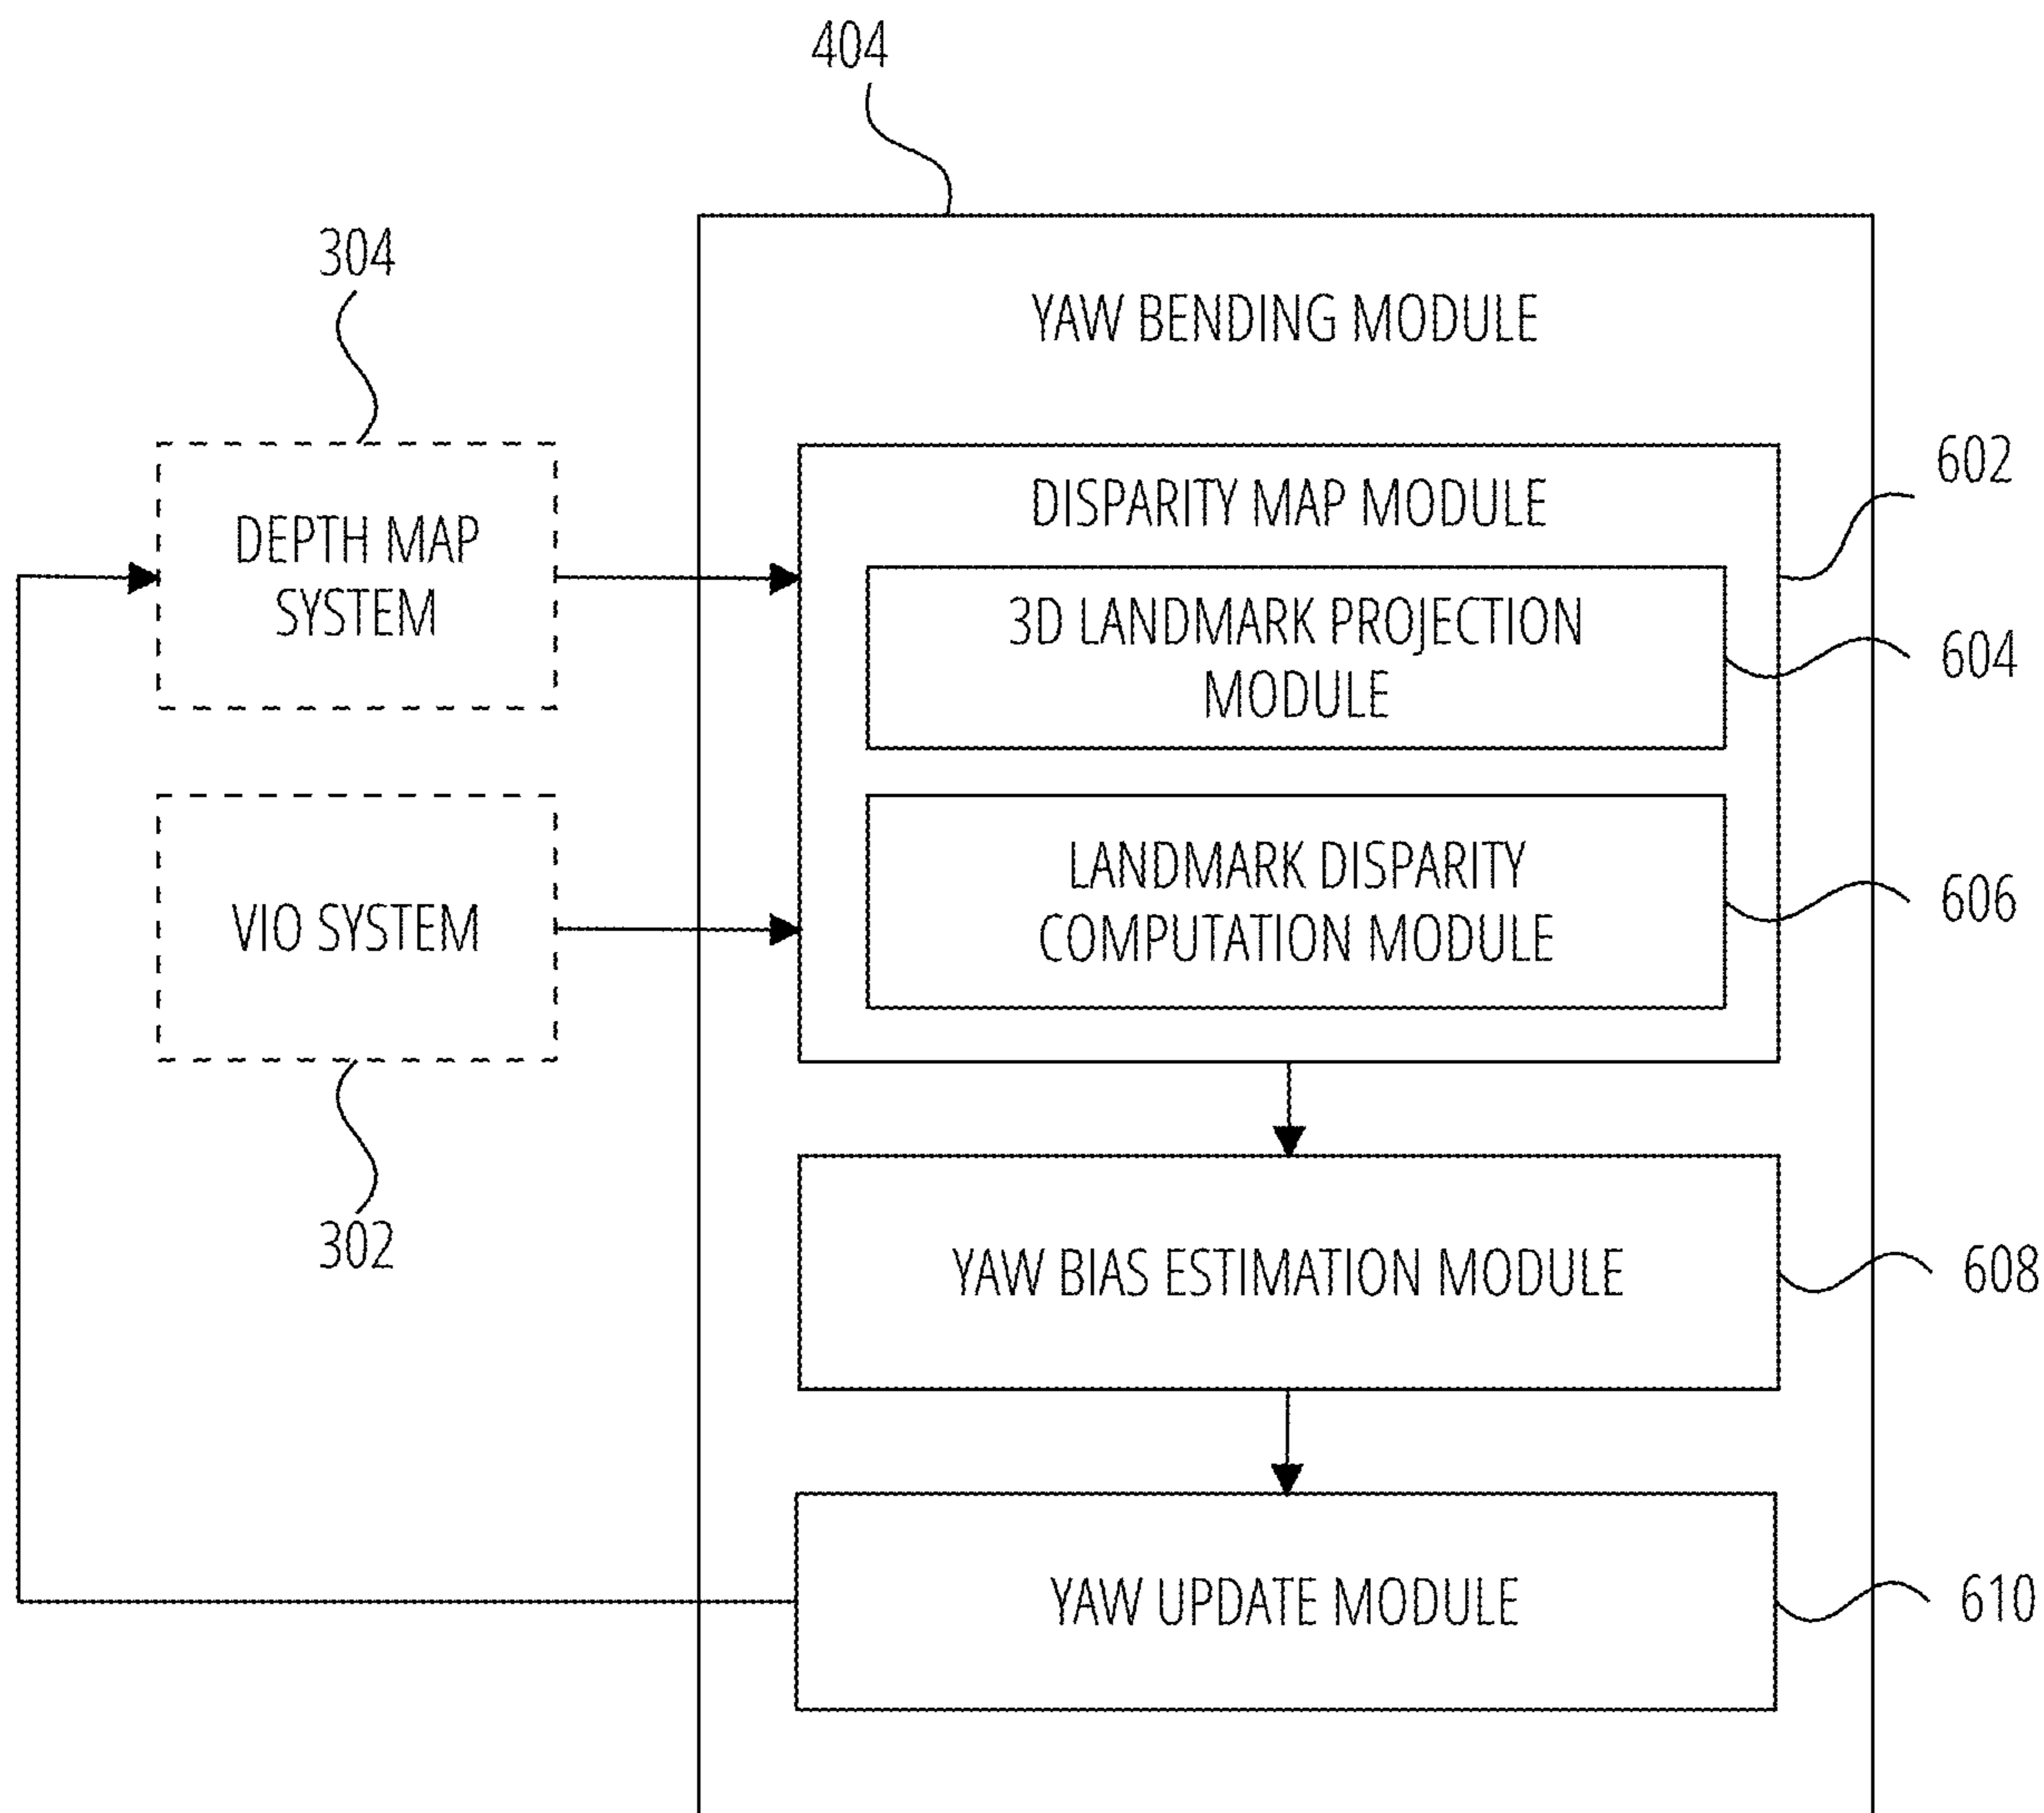 404
304
YAW BENDING MODULE
602
DISPARITY MAP MODULE
DEPTH MAP
SYSTEM
3D LANDMARK PROJECTION
MODULE
604
VIO SYSTEM
LANDMARK DISPARITY
COMPUTATION MODULE
606
302
YAW BIAS ESTIMATION MODULE
608
YAW UPDATE MODULE
610